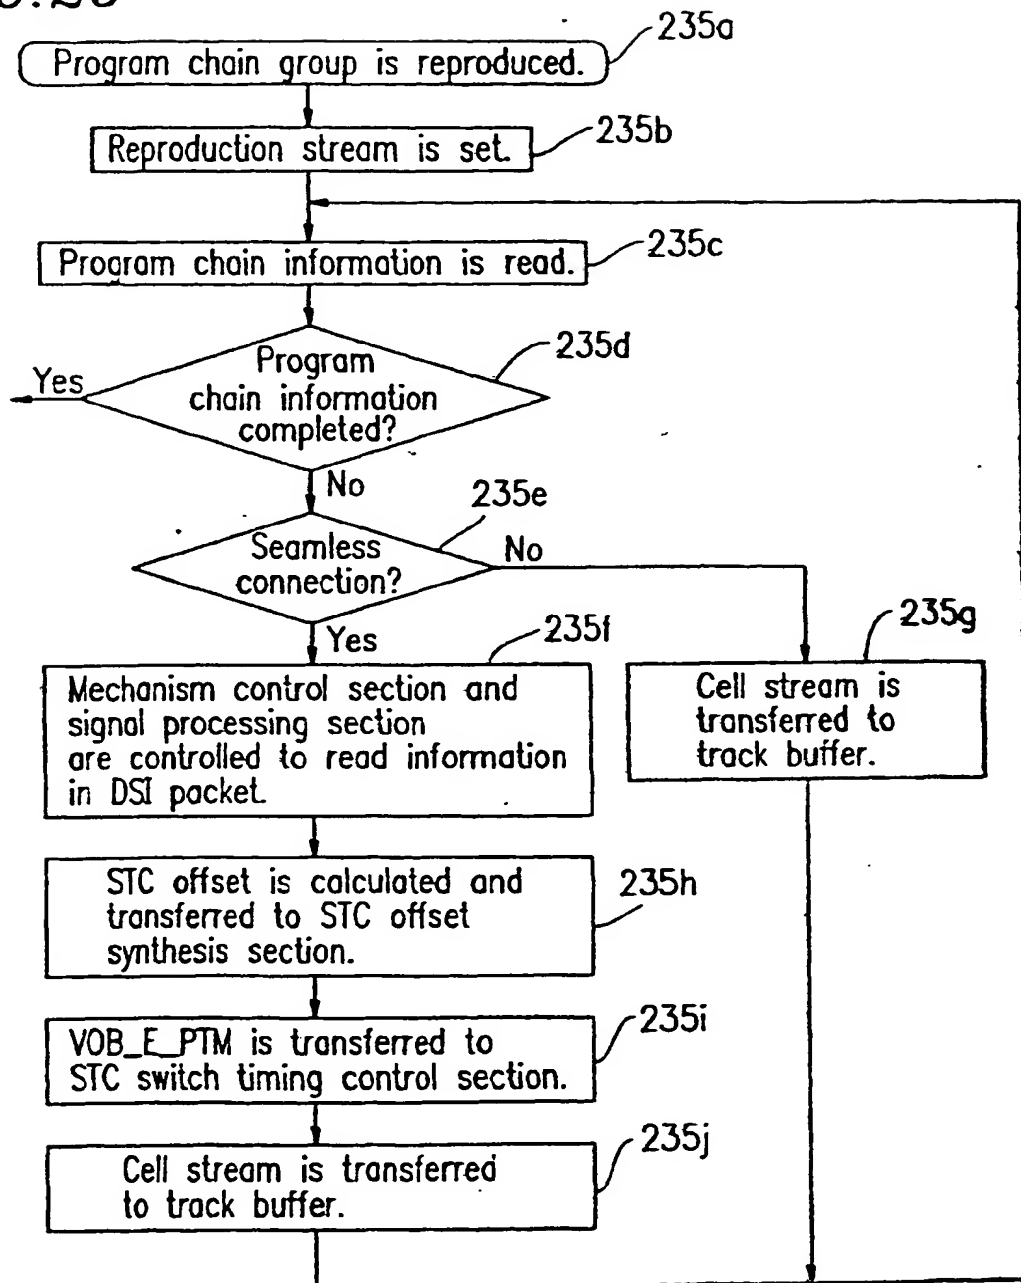 235a
Program chain group is reproduced.
235b
Reproduction stream is set.
235c
Program chain information is read.
235d
Program
chain information
completed?
Yes
No
235e
Seamless
connection?
No
Yes
235f
Mechanism control section and
signal processing section
are controlled to read information
in DSI packet.
235g
Cell stream is
transferred to
track buffer.
235h
STC offset is calculated and
transferred to STC offset
synthesis section.
235i
VOB_E_PTM is transferred to
STC switch timing control section.
235j
Cell stream is transferred
to track buffer.